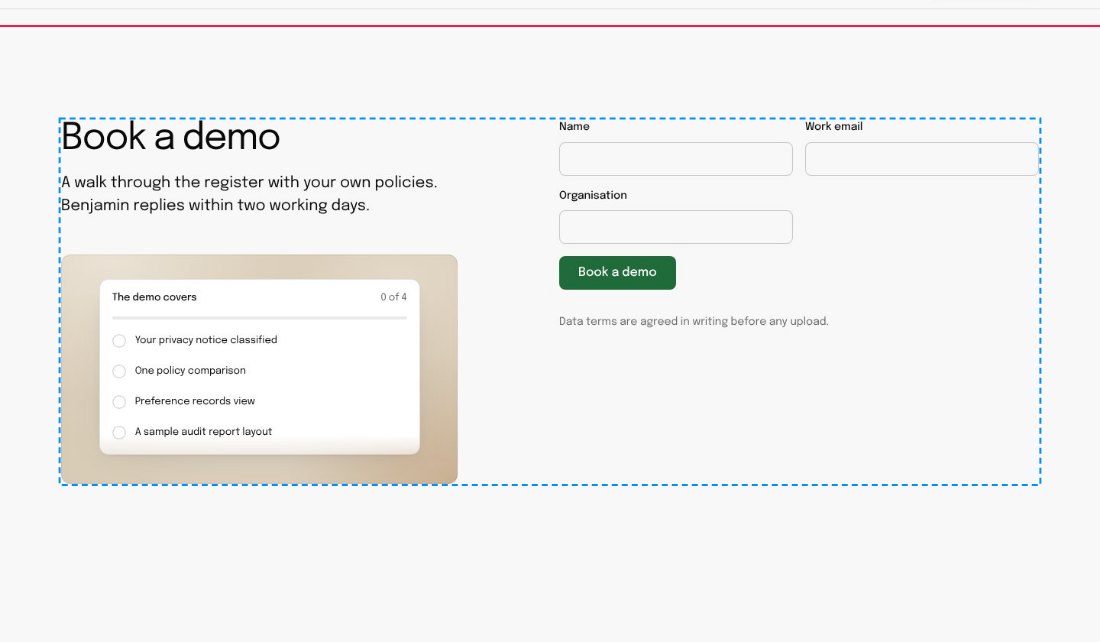 Book a demo
A walk through the register with your own policies.
Benjamin replies within two working days.
The demo covers
0 of 4
Your privacy notice classified
One policy comparison
Preference records view
A sample audit report layout
Name
Work email
Organisation
Book a demo
Data terms are agreed in writing before any upload.